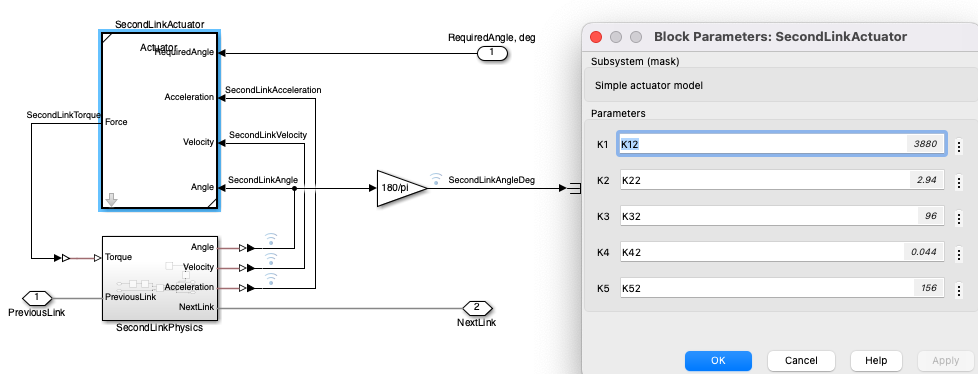 SecondLinkActuator
Actuator
RequiredAngle
RequiredAngle, deg
1
Acceleration
SecondLinkAcceleration
SecondLinkTorque
Force
Velocity
SecondLinkVelocity
Angle
SecondLinkAngle
180/pi
SecondLinkAngleDeg
Angle
Torque
Velocity
Acceleration
1
PreviousLink
PreviousLink
NextLink
2
NextLink
SecondLinkPhysics
Block Parameters: SecondLinkActuator
Subsystem (mask)
Simple actuator model
Parameters
K1 K12 3880
K2 K22 2.94
K3 K32 96
K4 K42 0.044
K5 K52 156
OK Cancel Help Apply